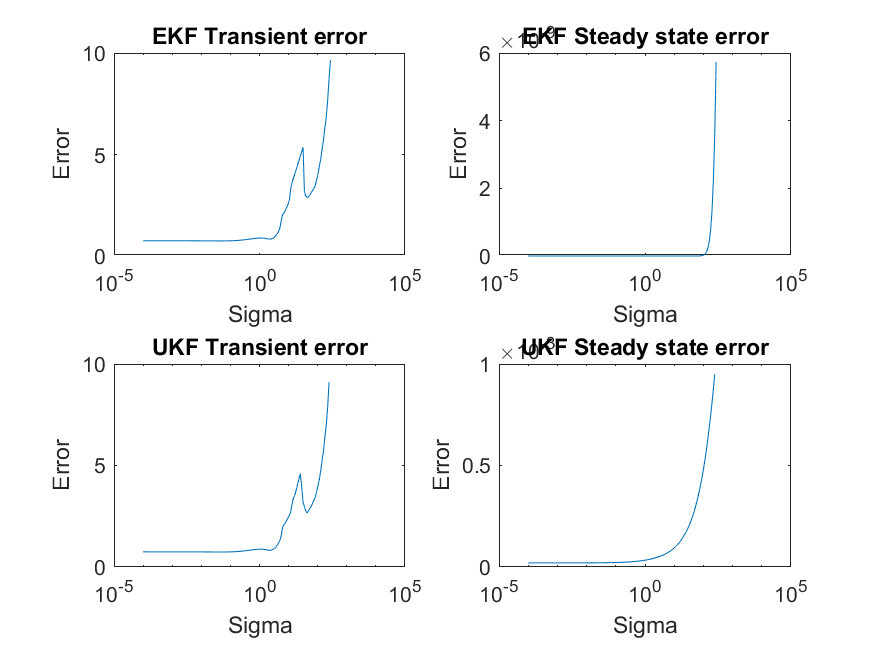 EKF Transient error
10
5
0
Error
10^-5
10^0
10^5
Sigma
EKF Steady state error
6
4
2
0
Error
10^-5
10^0
10^5
Sigma
UKF Transient error
10
5
0
Error
10^-5
10^0
10^5
Sigma
UKF Steady state error
1
0.5
0
Error
10^-5
10^0
10^5
Sigma